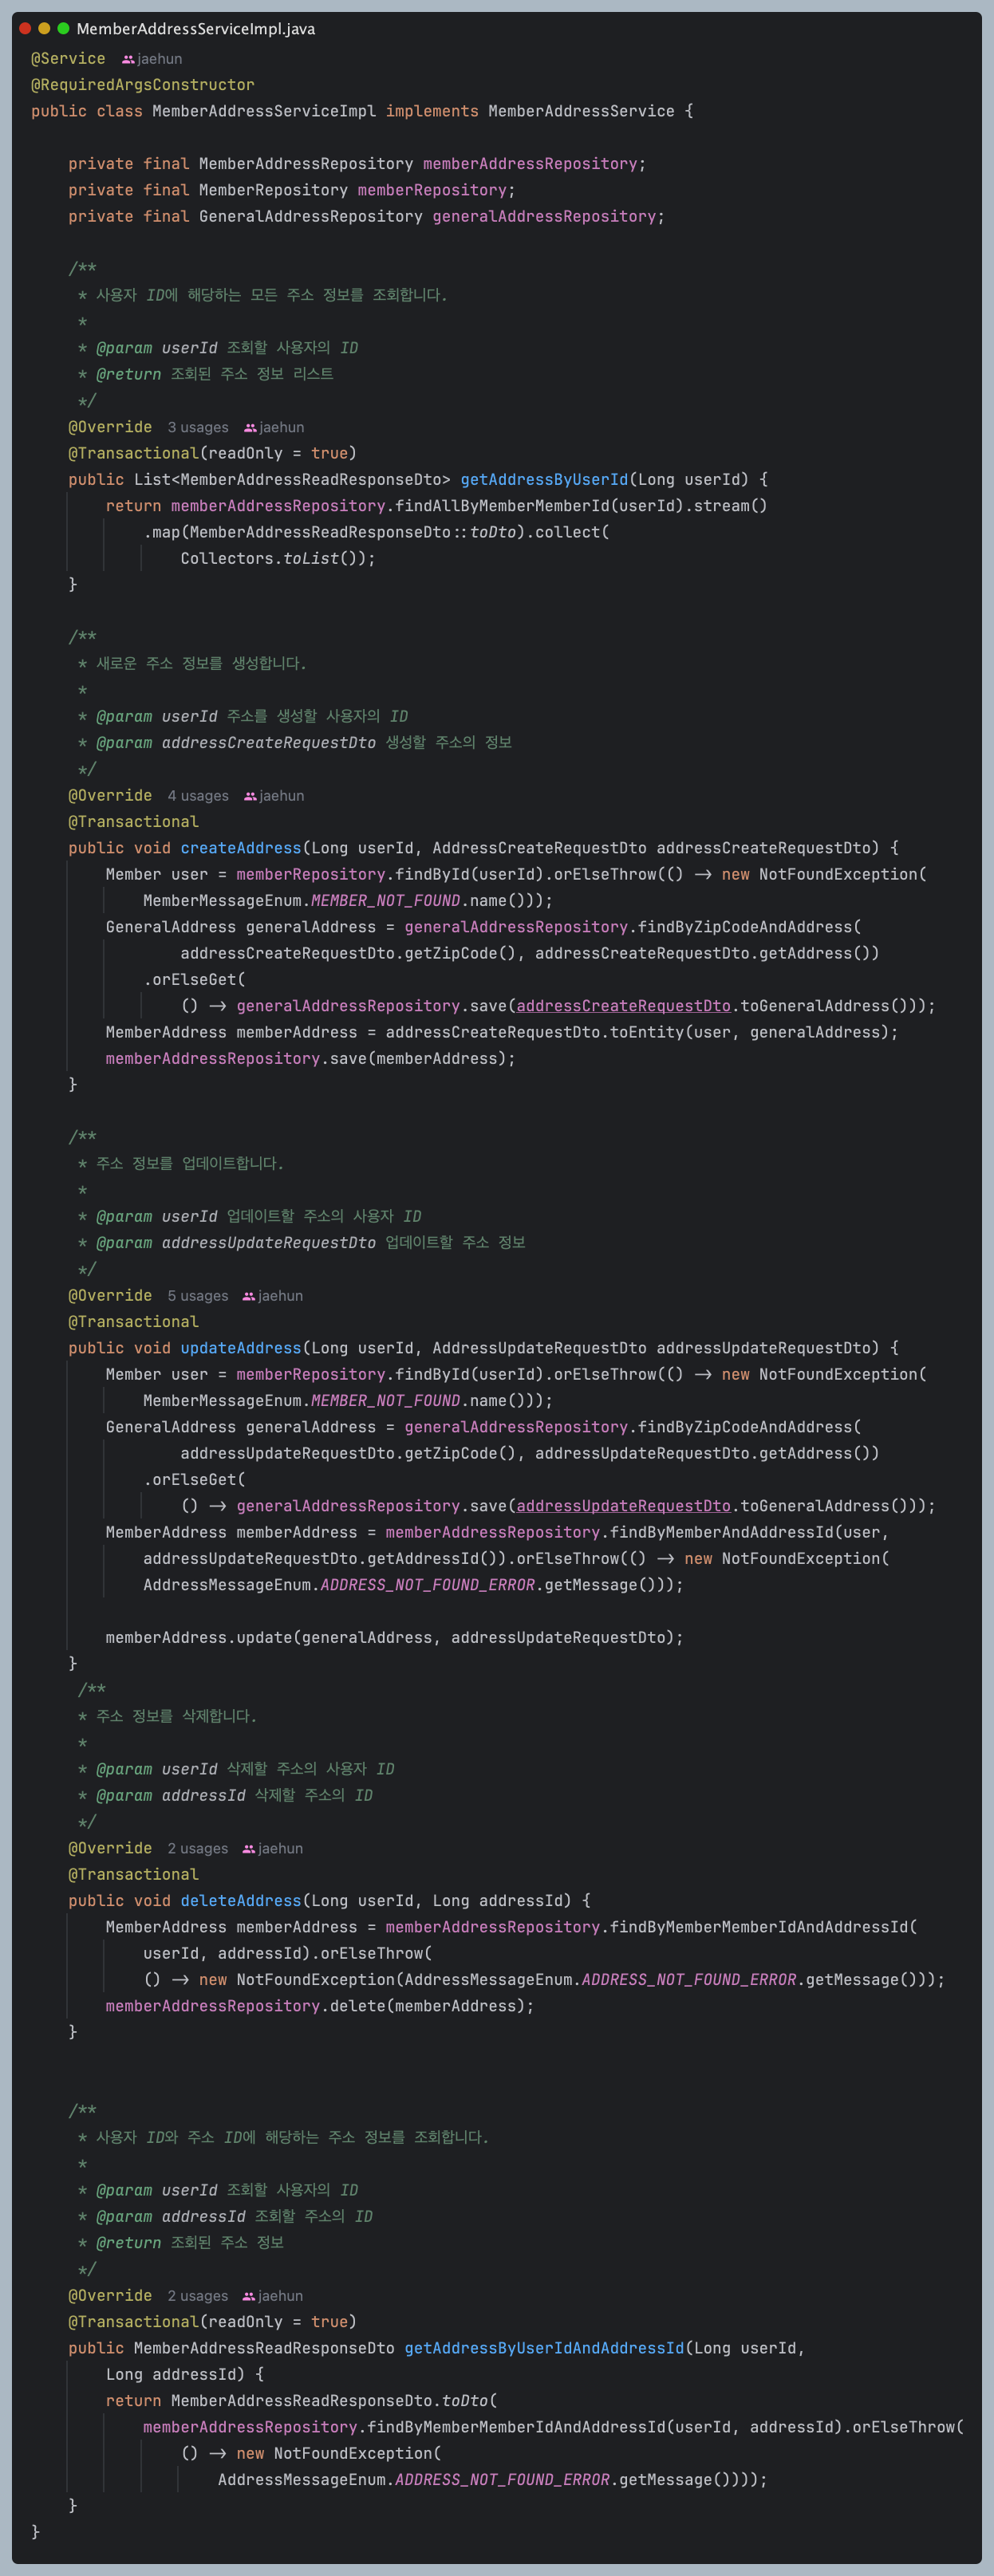 MemberAddressServiceImpl.java
@Service jaehun
@RequiredArgsConstructor
public class MemberAddressServiceImpl implements MemberAddressService {
private final MemberAddressRepository memberAddressRepository;
private final MemberRepository memberRepository;
private final GeneralAddressRepository generalAddressRepository;
/**
* 사용자 ID에 해당하는 모든 주소 정보를 조회합니다.
*
* @param userId 조회할 사용자의 ID
* @return 조회된 주소 정보 리스트
*/
@Override 3 usages jaehun
@Transactional(readOnly = true)
public List<MemberAddressReadResponseDto> getAddressByUserId(Long userId) {
return memberAddressRepository.findAllByMemberMemberId(userId).stream()
.map(MemberAddressReadResponseDto::toDto).collect(
Collectors.toList());
}
/**
* 새로운 주소 정보를 생성합니다.
*
* @param userId 주소를 생성할 사용자의 ID
* @param addressCreateRequestDto 생성할 주소의 정보
*/
@Override 4 usages jaehun
@Transactional
public void createAddress(Long userId, AddressCreateRequestDto addressCreateRequestDto) {
Member user = memberRepository.findById(userId).orElseThrow(() -> new NotFoundException(
MemberMessageEnum.MEMBER_NOT_FOUND.name()));
GeneralAddress generalAddress = generalAddressRepository.findByZipCodeAndAddress(
addressCreateRequestDto.getZipCode(), addressCreateRequestDto.getAddress())
.orElseGet(
() -> generalAddressRepository.save(addressCreateRequestDto.toGeneralAddress()));
MemberAddress memberAddress = addressCreateRequestDto.toEntity(user, generalAddress);
memberAddressRepository.save(memberAddress);
}
/**
* 주소 정보를 업데이트합니다.
*
* @param userId 업데이트할 주소의 사용자 ID
* @param addressUpdateRequestDto 업데이트할 주소 정보
*/
@Override 5 usages jaehun
@Transactional
public void updateAddress(Long userId, AddressUpdateRequestDto addressUpdateRequestDto) {
Member user = memberRepository.findById(userId).orElseThrow(() -> new NotFoundException(
MemberMessageEnum.MEMBER_NOT_FOUND.name()));
GeneralAddress generalAddress = generalAddressRepository.findByZipCodeAndAddress(
addressUpdateRequestDto.getZipCode(), addressUpdateRequestDto.getAddress())
.orElseGet(
() -> generalAddressRepository.save(addressUpdateRequestDto.toGeneralAddress()));
MemberAddress memberAddress = memberAddressRepository.findByMemberAndAddressId(user,
addressUpdateRequestDto.getAddressId()).orElseThrow(() -> new NotFoundException(
AddressMessageEnum.ADDRESS_NOT_FOUND_ERROR.getMessage()));
memberAddress.update(generalAddress, addressUpdateRequestDto);
}
/**
* 주소 정보를 삭제합니다.
*
* @param userId 삭제할 주소의 사용자 ID
* @param addressId 삭제할 주소의 ID
*/
@Override 2 usages jaehun
@Transactional
public void deleteAddress(Long userId, Long addressId) {
MemberAddress memberAddress = memberAddressRepository.findByMemberMemberIdAndAddressId(
userId, addressId).orElseThrow(
() -> new NotFoundException(AddressMessageEnum.ADDRESS_NOT_FOUND_ERROR.getMessage()));
memberAddressRepository.delete(memberAddress);
}
/**
* 사용자 ID와 주소 ID에 해당하는 주소 정보를 조회합니다.
*
* @param userId 조회할 사용자의 ID
* @param addressId 조회할 주소의 ID
* @return 조회된 주소 정보
*/
@Override 2 usages jaehun
@Transactional(readOnly = true)
public MemberAddressReadResponseDto getAddressByUserIdAndAddressId(Long userId,
Long addressId) {
return MemberAddressReadResponseDto.toDto(
memberAddressRepository.findByMemberMemberIdAndAddressId(userId, addressId).orElseThrow(
() -> new NotFoundException(
AddressMessageEnum.ADDRESS_NOT_FOUND_ERROR.getMessage())));
}
}